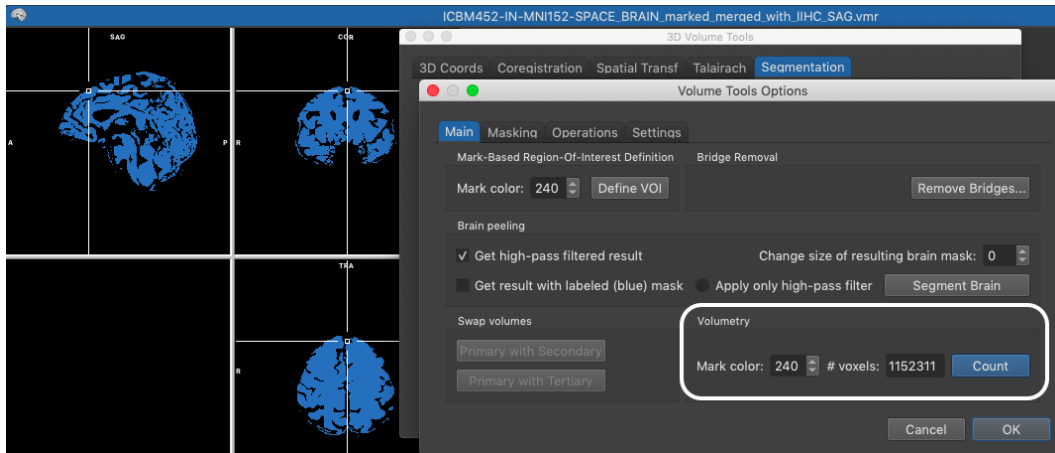 ICBM452-IN-MNI152-SPACE_BRAIN_marked_merged_with_IIHC_SAG.vmr
SAG
COR
A
P
R
TRA
R
3D Volume Tools
3D Coords Coregistration Spatial Transf Talairach Segmentation
Volume Tools Options
Main Masking Operations Settings
Mark-Based Region-Of-Interest Definition
Mark color: 240 Define VOI
Bridge Removal
Remove Bridges...
Brain peeling
Get high-pass filtered result Change size of resulting brain mask: 0
Get result with labeled (blue) mask Apply only high-pass filter Segment Brain
Swap volumes
Primary with Secondary
Primary with Tertiary
Volumetry
Mark color: 240 # voxels: 1152311 Count
Cancel OK